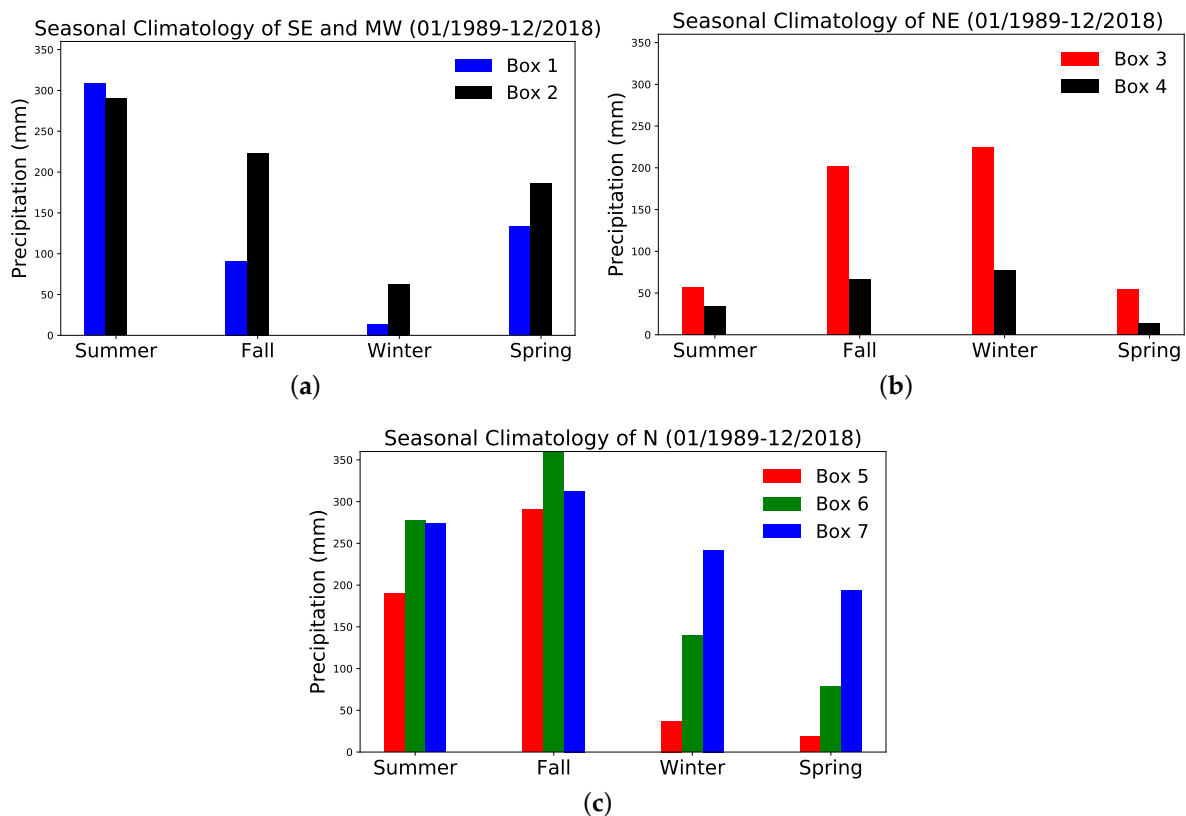 Seasonal Climatology of SE and MW (01/1989-12/2018)
Precipitation (mm)
350
300
250
200
150
100
50
0
Box 1
Box 2
Summer Fall Winter Spring
(a)
Seasonal Climatology of NE (01/1989-12/2018)
Precipitation (mm)
350
300
250
200
150
100
50
0
Box 3
Box 4
Summer Fall Winter Spring
(b)
Seasonal Climatology of N (01/1989-12/2018)
Precipitation (mm)
350
300
250
200
150
100
50
0
Box 5
Box 6
Box 7
Summer Fall Winter Spring
(c)